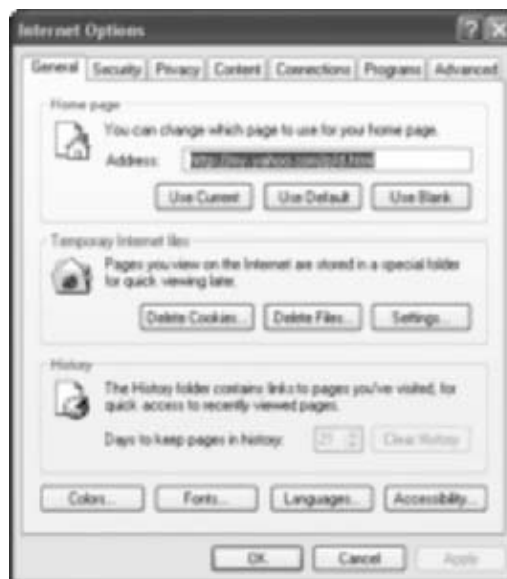 Internet Options
General Security Privacy Content Connections Programs Advanced
Home page
You can change which page to use for your home page.
Address:
Use Current Use Default Use Blank
Temporary Internet files
Pages you view on the Internet are stored in a special folder
for quick viewing later.
Delete Cookies... Delete Files... Settings...
History
The History folder contains links to pages you've visited, for
quick access to recently viewed pages.
Days to keep pages in history: Clear History
Colors... Fonts... Languages... Accessibility...
OK Cancel Apply